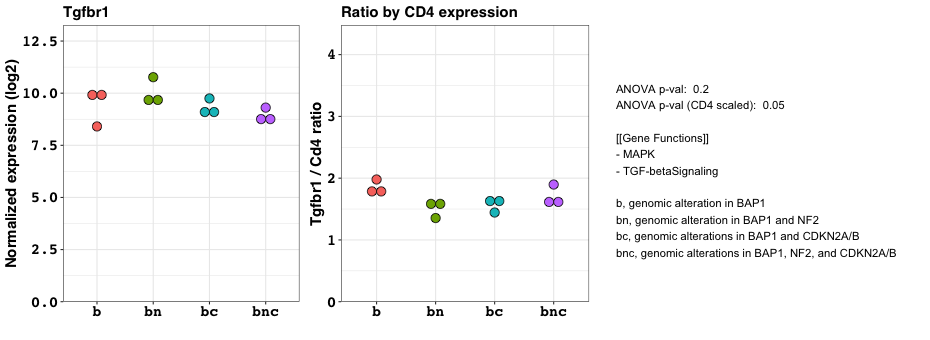 Tgfbr1
Normalized expression (log2)
12.5
10.0
7.5
5.0
2.5
0.0
b bn bc bnc
Ratio by CD4 expression
Tgfbr1 / Cd4 ratio
4
3
2
1
0
b bn bc bnc
ANOVA p-val: 0.2
ANOVA p-val (CD4 scaled): 0.05
[[Gene Functions]]
- MAPK
- TGF-betaSignaling
b, genomic alteration in BAP1
bn, genomic alteration in BAP1 and NF2
bc, genomic alterations in BAP1 and CDKN2A/B
bnc, genomic alterations in BAP1, NF2, and CDKN2A/B